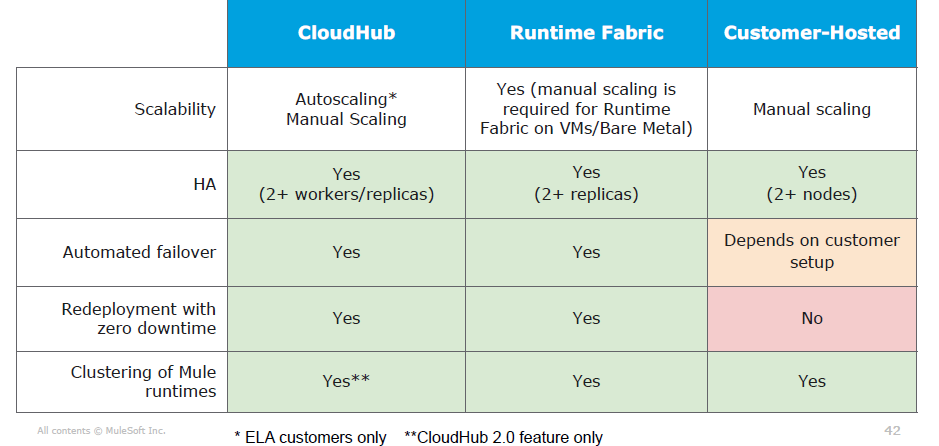 CloudHub
Runtime Fabric
Customer-Hosted
Scalability
Autoscaling*
Manual Scaling
Yes (manual scaling is
required for Runtime
Fabric on VMs/Bare Metal)
Manual scaling
HA
Yes
(2+ workers/replicas)
Yes
(2+ replicas)
Yes
(2+ nodes)
Automated failover
Yes
Yes
Depends on customer
setup
Redeployment with
zero downtime
Yes
Yes
No
Clustering of Mule
runtimes
Yes**
Yes
Yes
All contents © MuleSoft Inc.
* ELA customers only **CloudHub 2.0 feature only
42